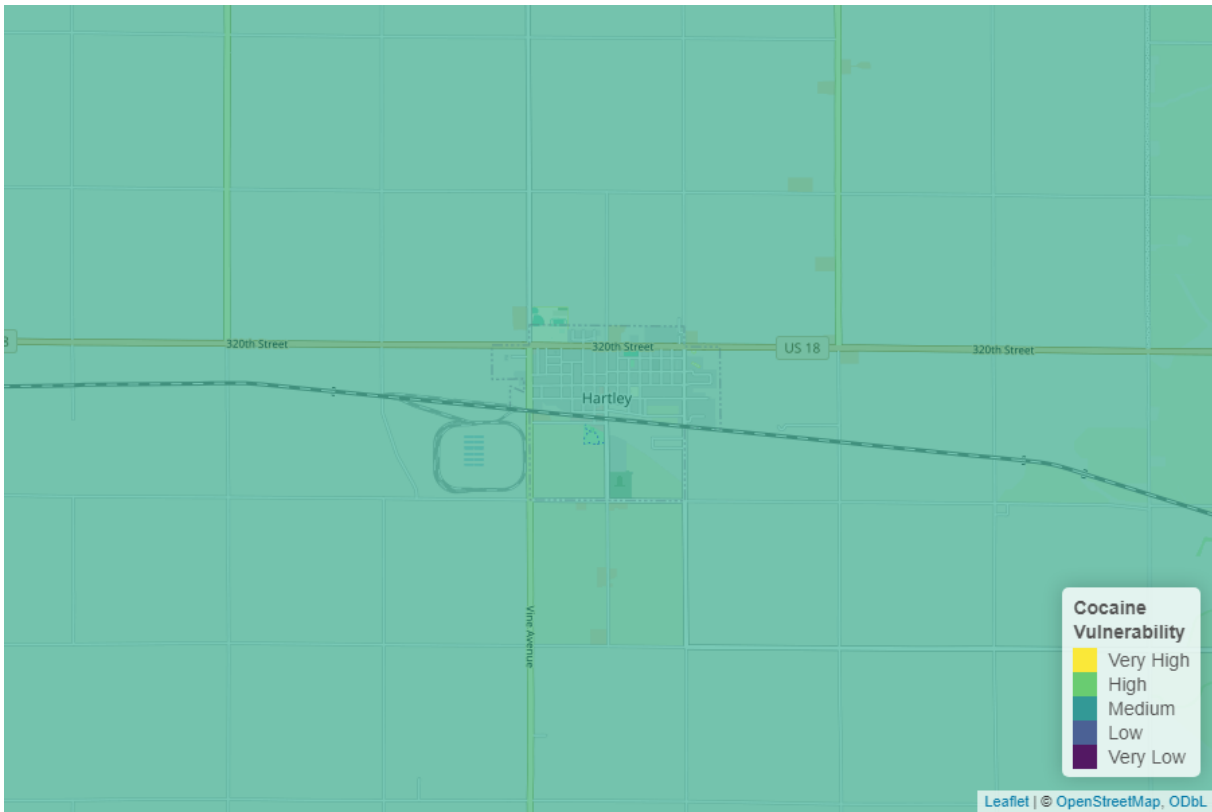 8
320th Street
320th Street
US 18
320th Street
Hartley
Vine Avenue
Cocaine
Vulnerability
Very High
High
Medium
Low
Very Low
Leaflet | © OpenStreetMap, ODbL